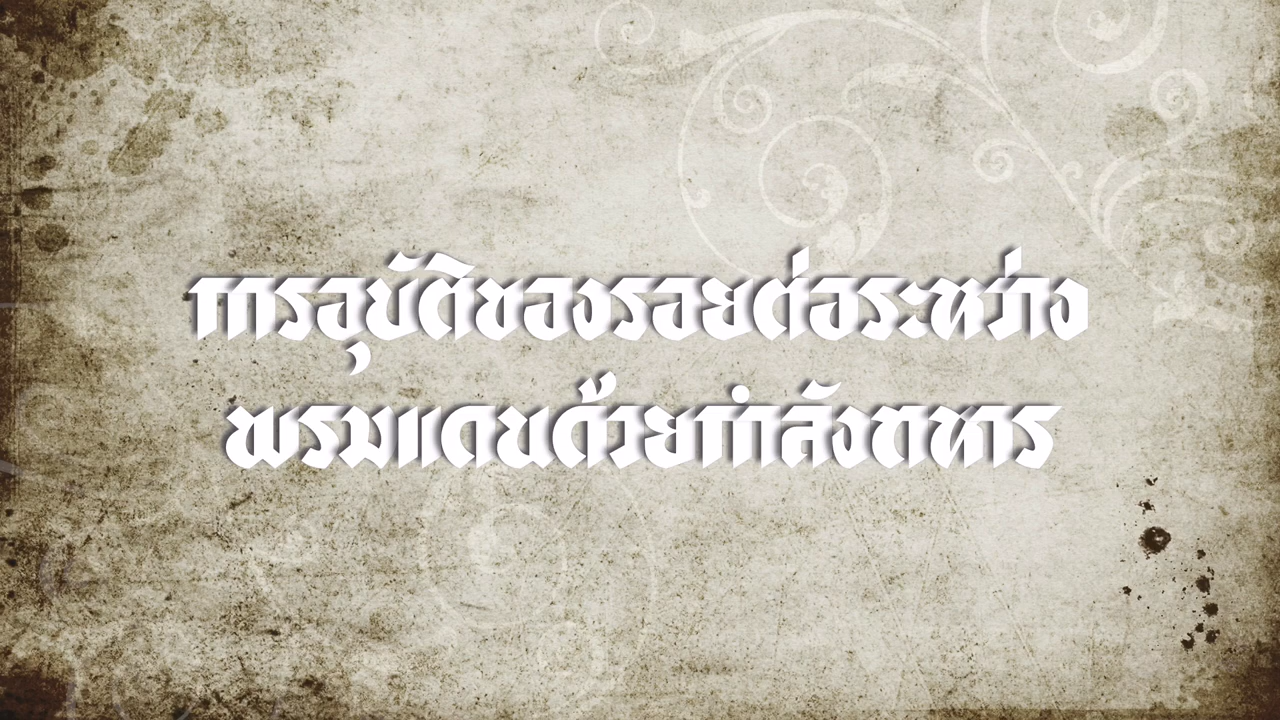 การอุบัติของรอยต่อระหว่าง
พรมแดนด้วยกำลังทหาร